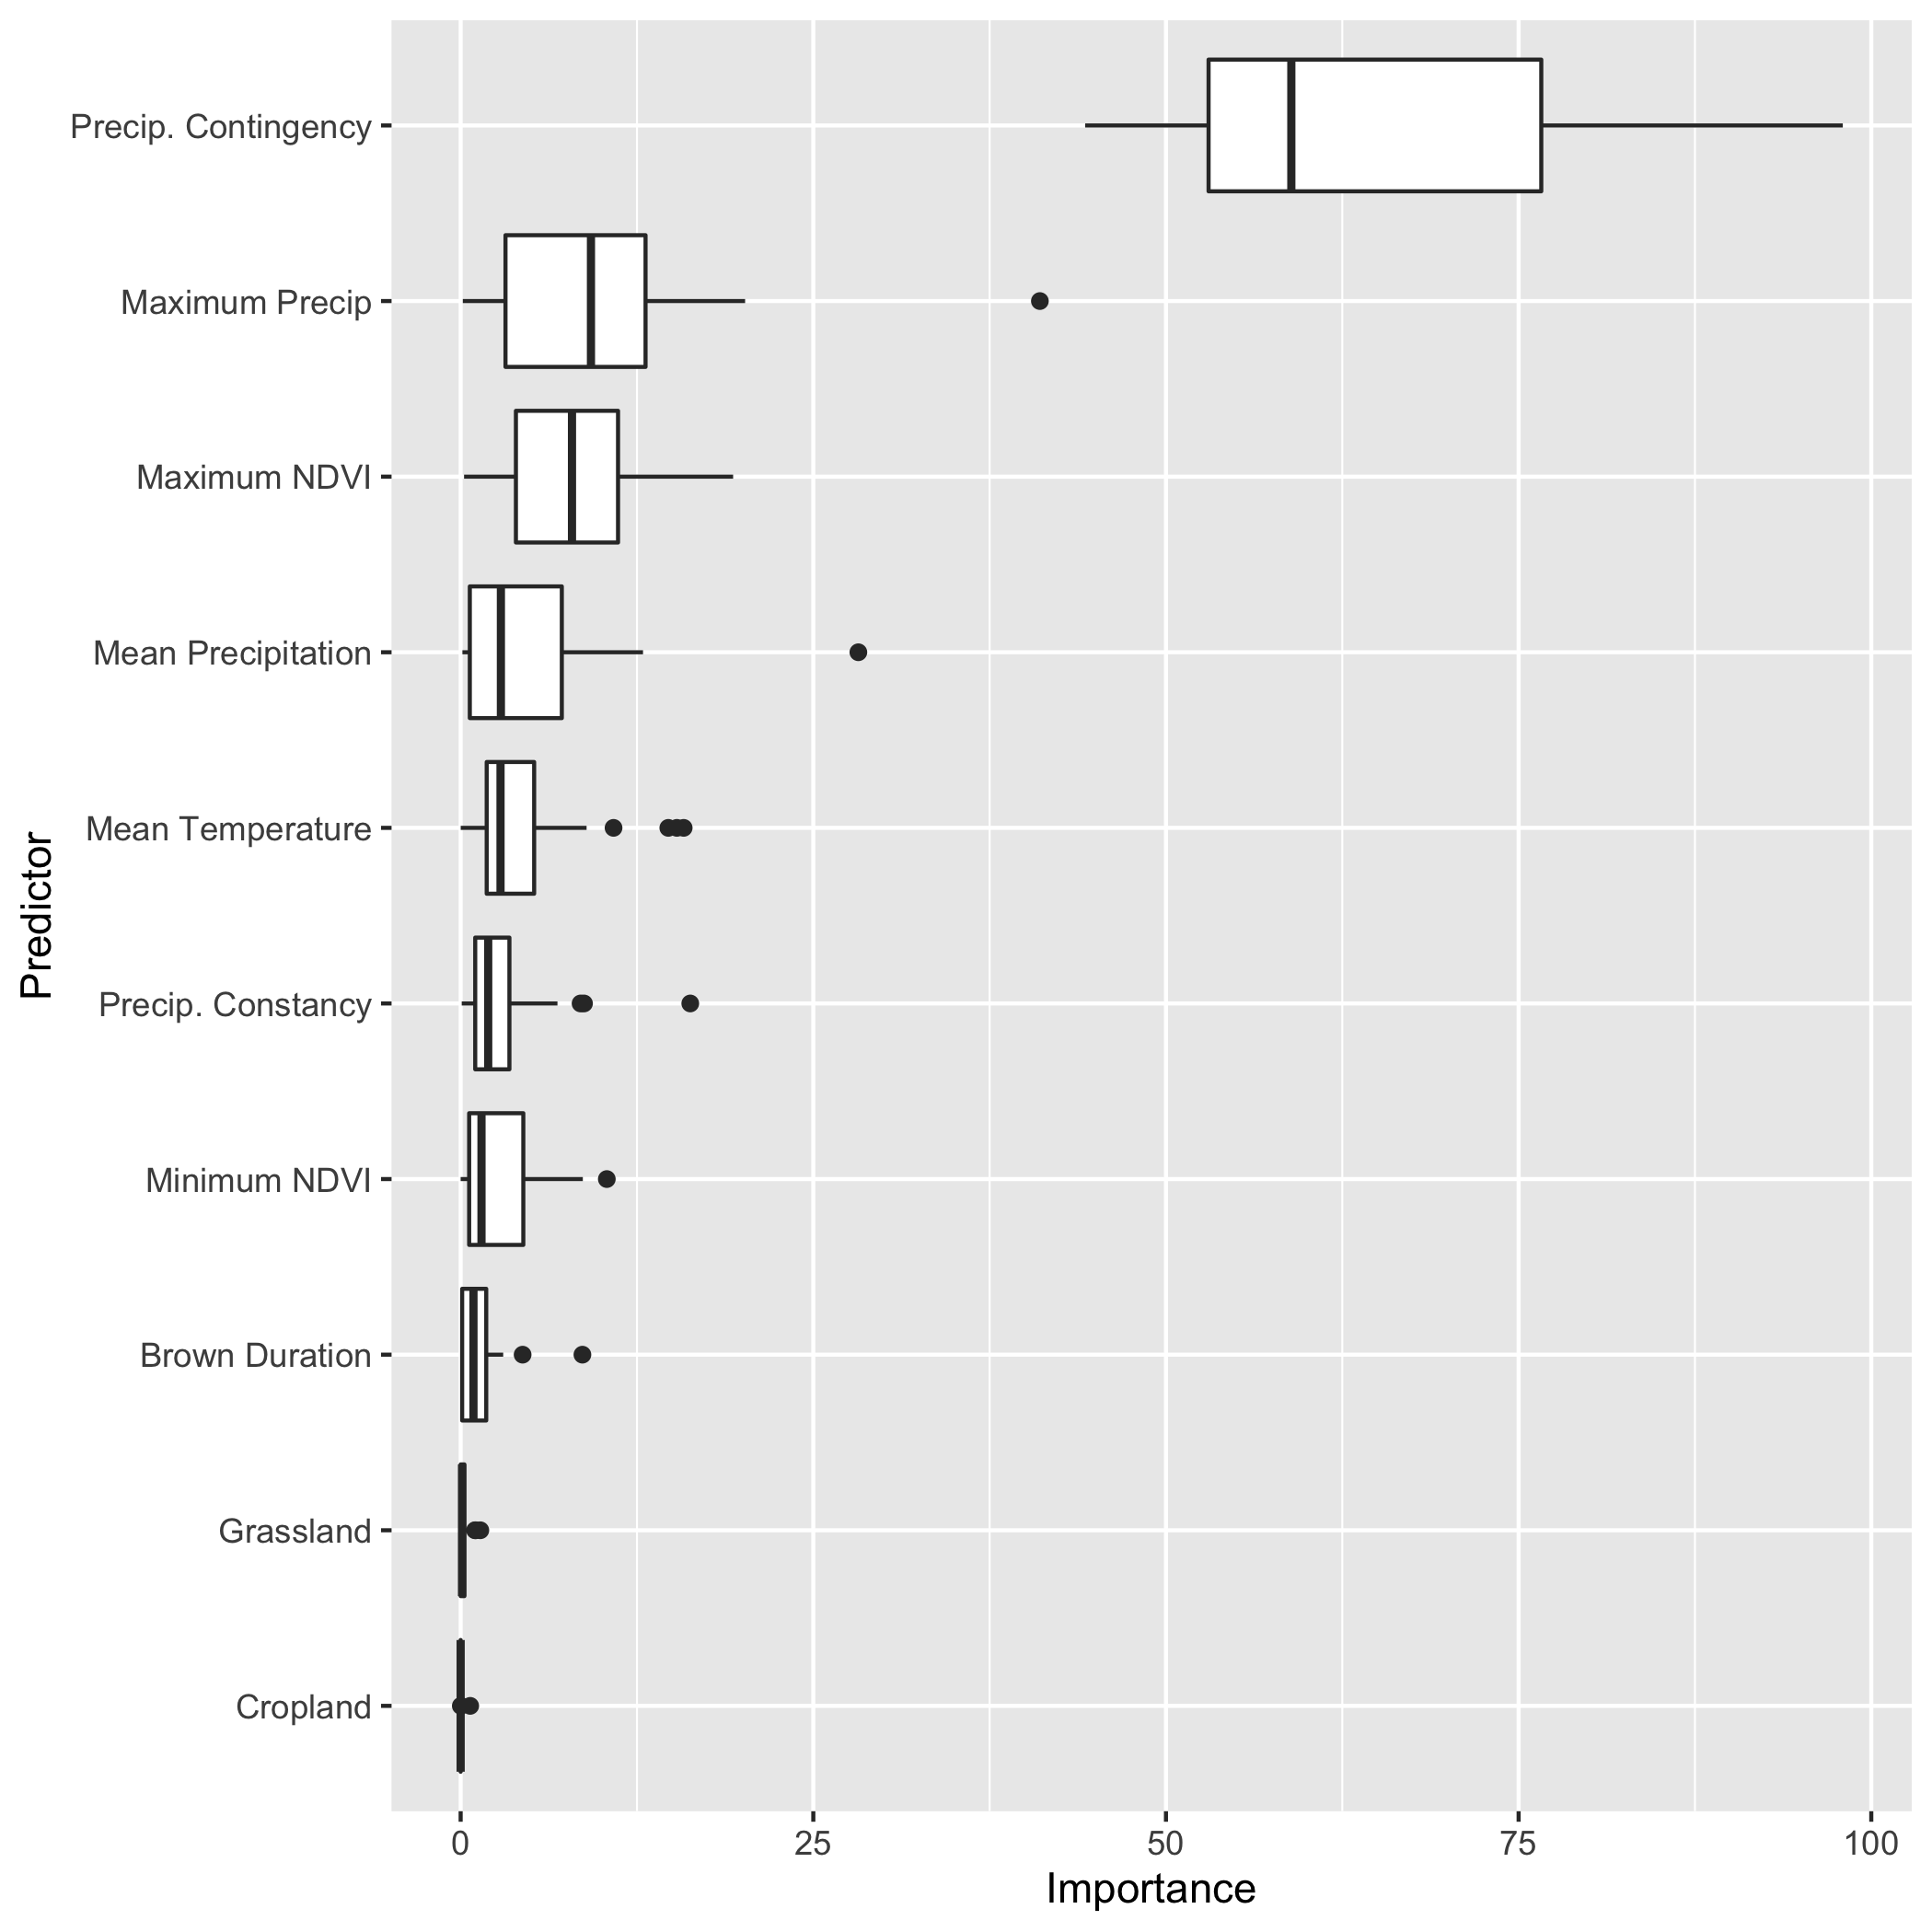 Precip. Contingency
Maximum Precip
Maximum NDVI
Mean Precipitation
Mean Temperature
Precip. Constancy
Minimum NDVI
Brown Duration
Grassland
Cropland
Predictor
0 25 50 75 100
Importance